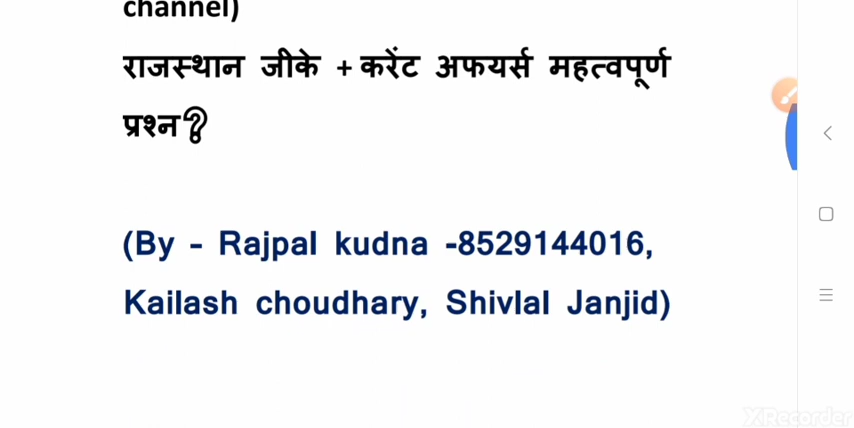 channel)
राजस्थान जीके + करेंट अफयर्स महत्वपूर्ण
प्रश्न?
(By - Rajpal kudna -8529144016,
Kailash choudhary, Shivlal Janjid)
XRecorder